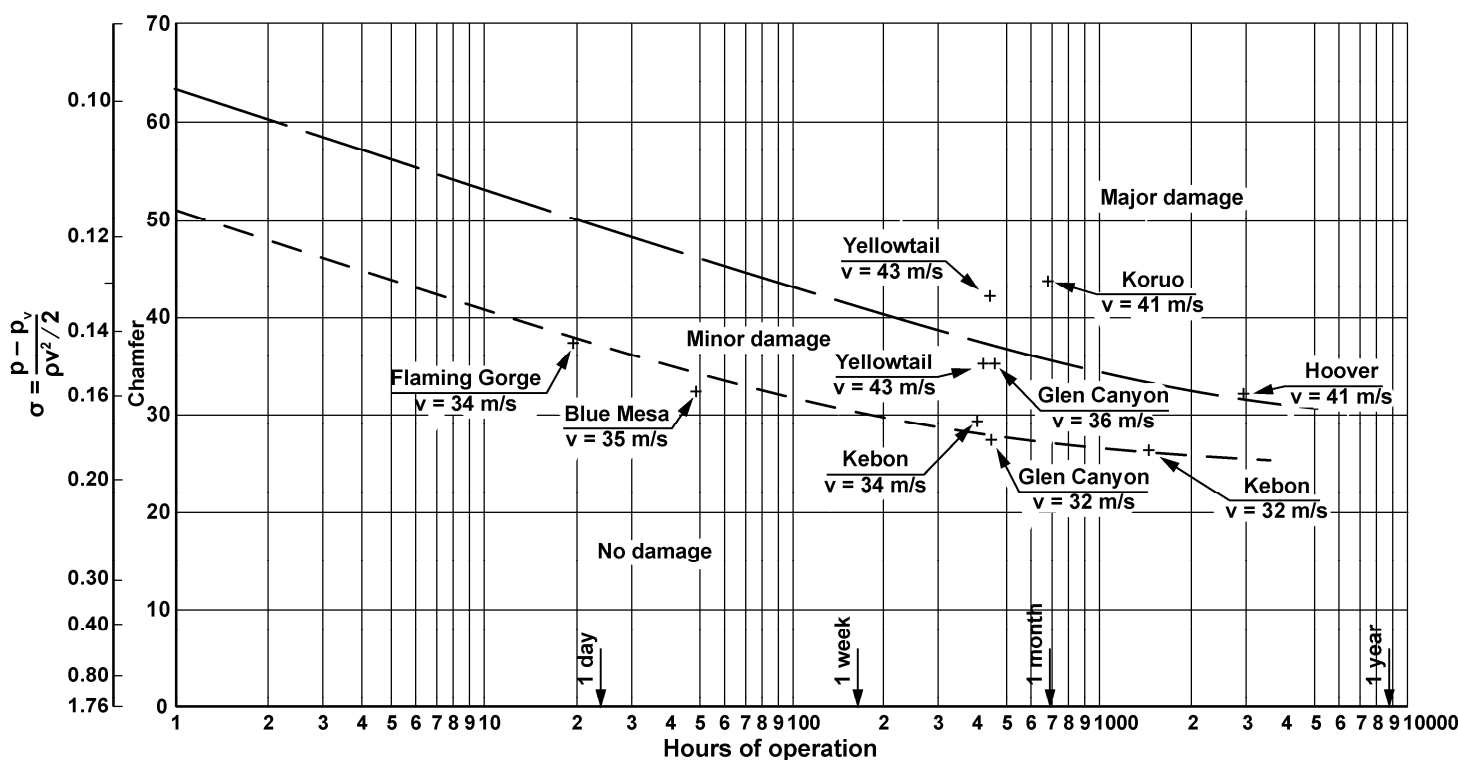 70
0.10
60
Major damage
50
0.12
Yellowtail
v = 43 m/s
Koruo
v = 41 m/s
40
0.14
Minor damage
σ = p – pv / ρv²/2
Chamfer
Flaming Gorge
v = 34 m/s
Yellowtail
v = 43 m/s
Hoover
v = 41 m/s
0.16
Glen Canyon
v = 36 m/s
30
Blue Mesa
v = 35 m/s
Kebon
v = 34 m/s
Glen Canyon
v = 32 m/s
0.20
Kebon
v = 32 m/s
20
No damage
0.30
10
0.40
1 day
1 week
1 month
1 year
0.80
1.76
0
1 2 3 4 5 6 7 8 9 10 2 3 4 5 6 7 8 9 100 2 3 4 5 6 7 8 9 1000 2 3 4 5 6 7 8 9 10000
Hours of operation